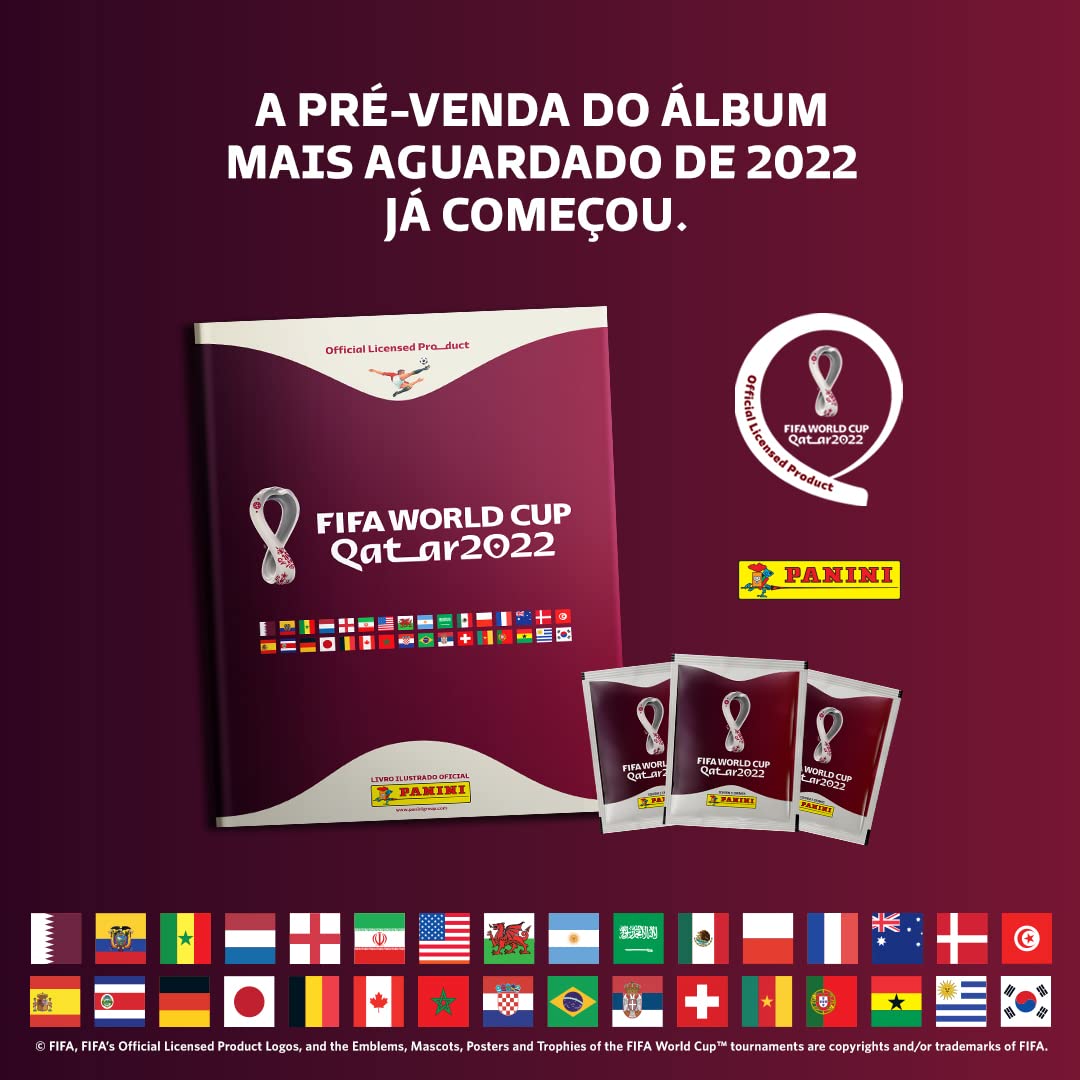 A PRÉ-VENDA DO ÁLBUM
MAIS AGUARDADO DE 2022
JÁ COMEÇOU.
Official Licensed Product
FIFA WORLD CUP
Qatar2022
LIVRO ILUSTRADO OFICIAL
PANINI
www.paninigroup.com
FIFA WORLD CUP
Qatar2022
Official Licensed Product
PANINI
FIFA WORLD CUP
Qatar2022
PANINI
FIFA WORLD CUP
Qatar2022
PANINI
WORLD CUP
Qatar2022
PANINI
© FIFA, FIFA's Official Licensed Product Logos, and the Emblems, Mascots, Posters and Trophies of the FIFA World Cup™ tournaments are copyrights and/or trademarks of FIFA.